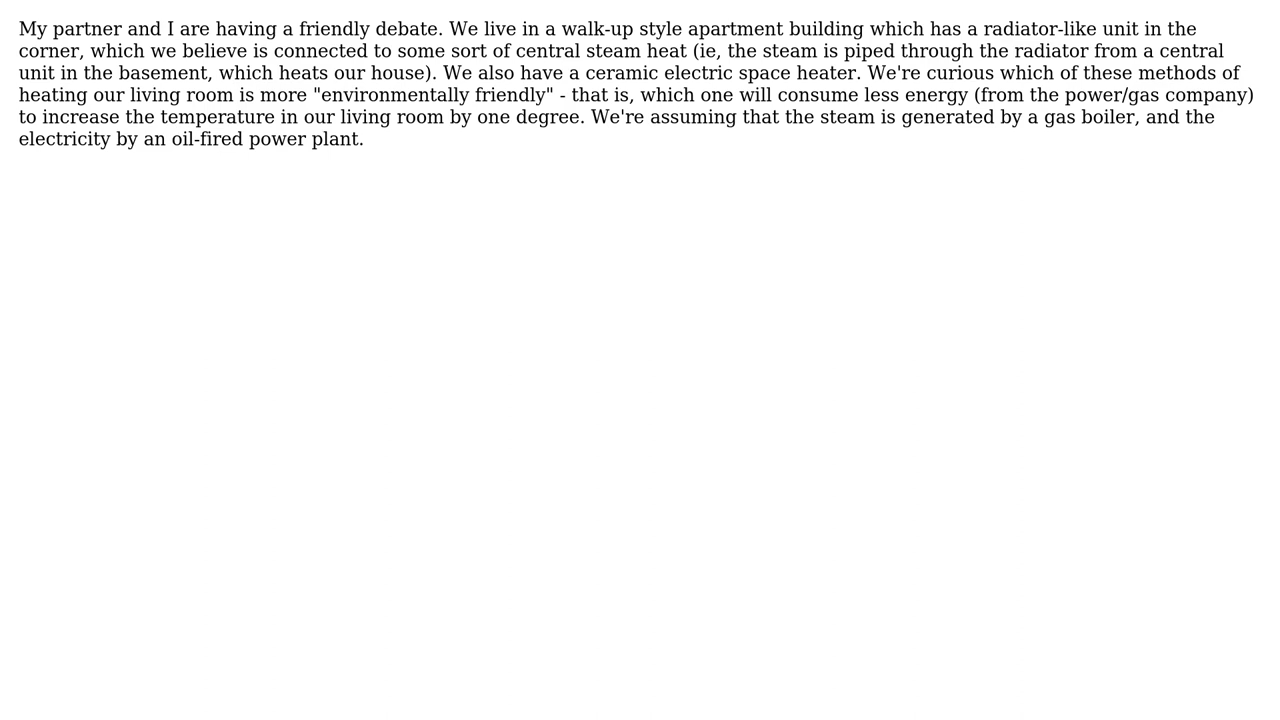 My partner and I are having a friendly debate. We live in a walk-up style apartment building which has a radiator-like unit in the
corner, which we believe is connected to some sort of central steam heat (ie, the steam is piped through the radiator from a central
unit in the basement, which heats our house). We also have a ceramic electric space heater. We're curious which of these methods of
heating our living room is more "environmentally friendly" - that is, which one will consume less energy (from the power/gas company)
to increase the temperature in our living room by one degree. We're assuming that the steam is generated by a gas boiler, and the
electricity by an oil-fired power plant.